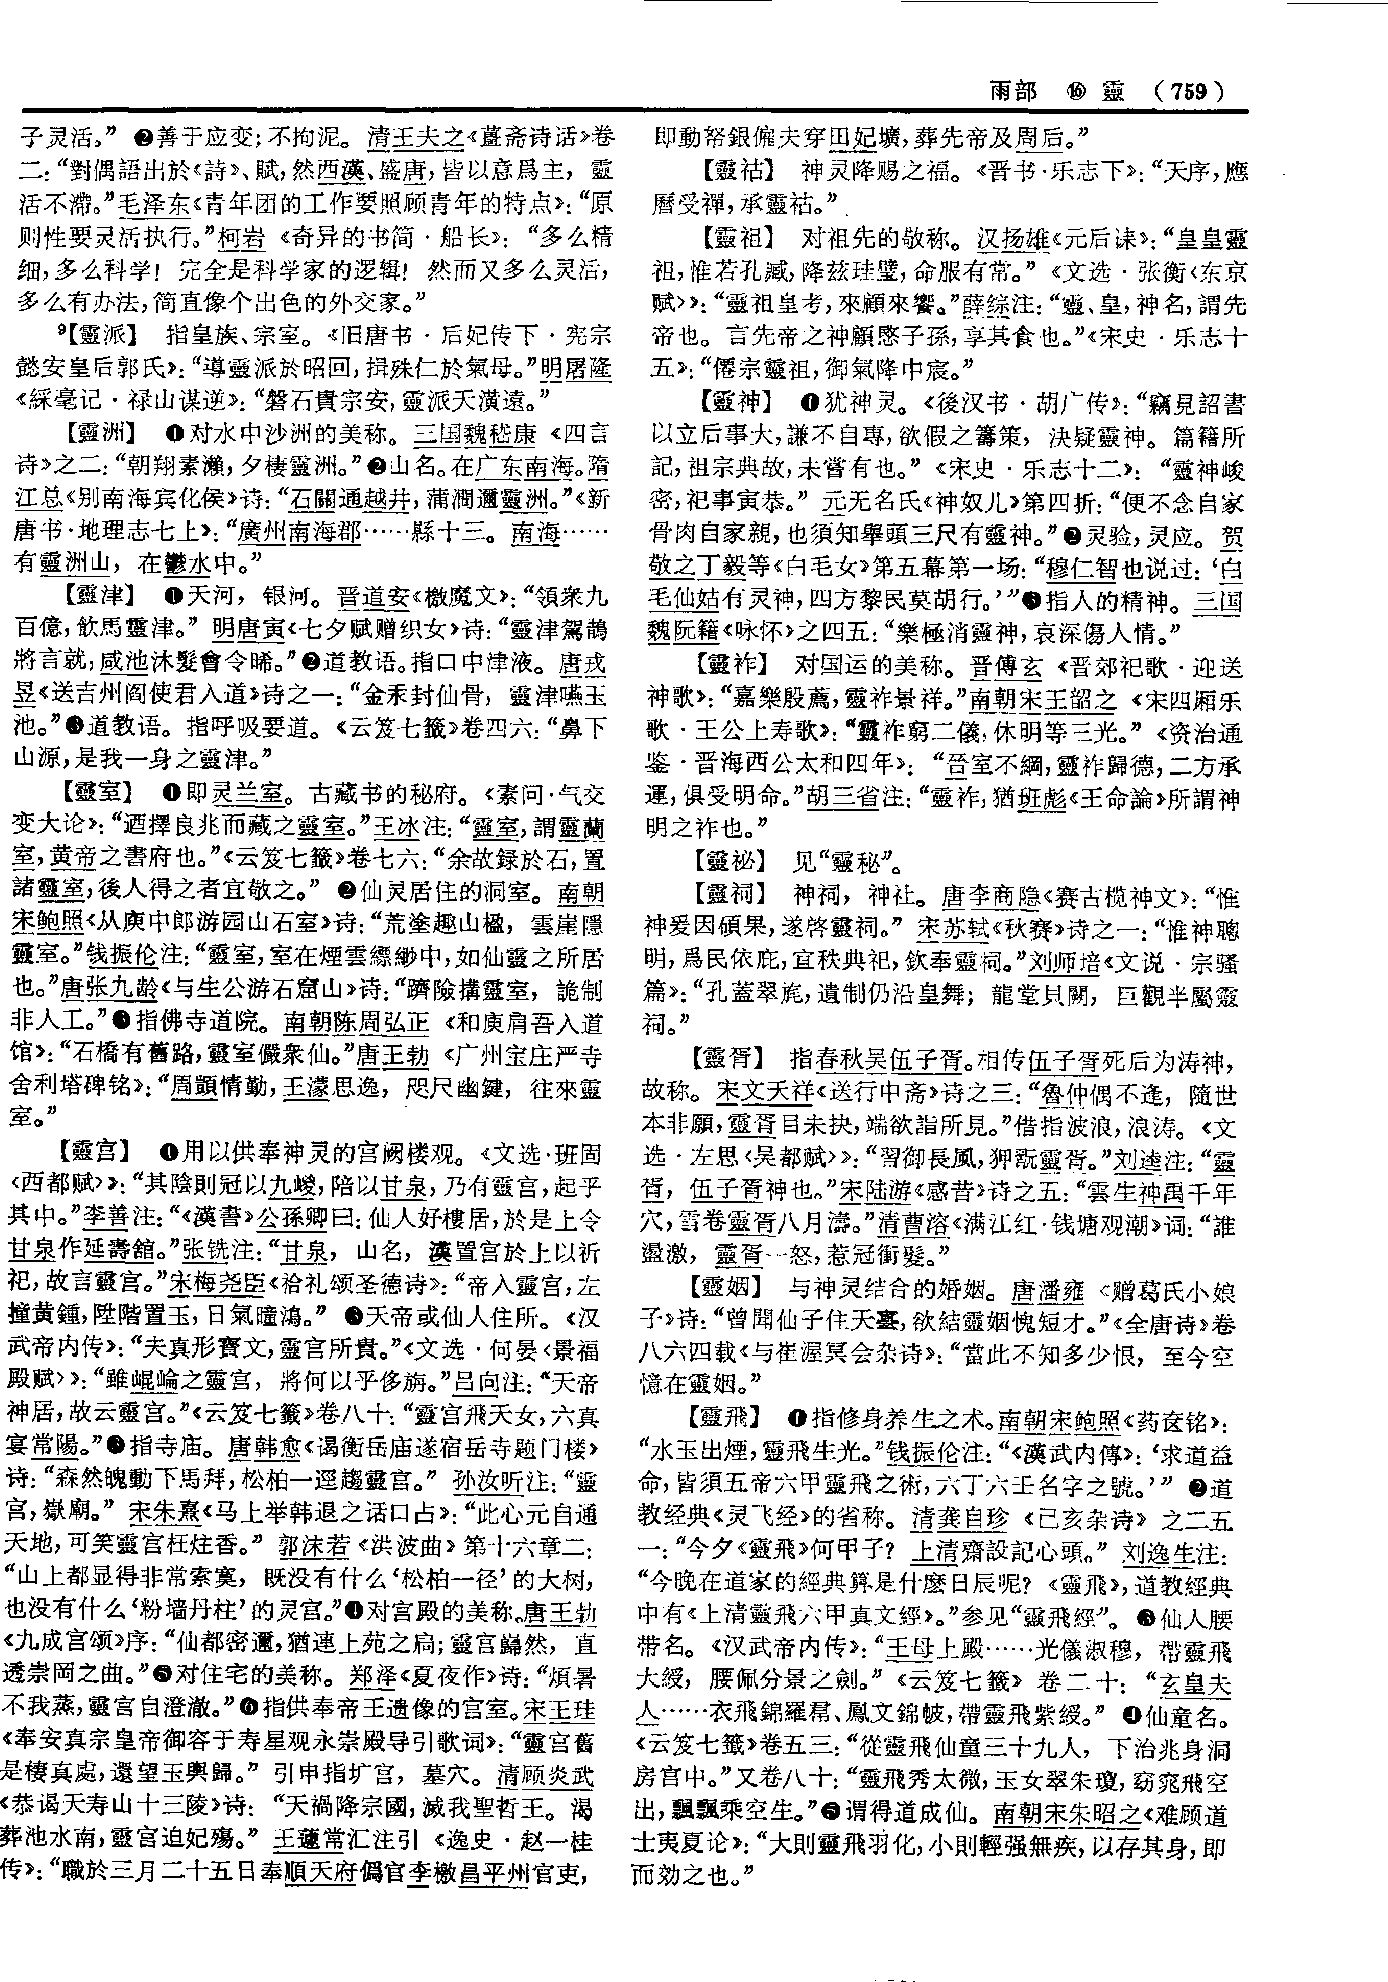 雨部 ⑯ 靈 (759)
子灵活。” ❷善于应变；不拘泥。 清王夫之《薑斋诗话》卷
二：“對偶語出於《詩》、賦，然西漢、盛唐，皆以意爲主，靈
活不滯。”毛泽东《青年团的工作要照顾青年的特点》：“原
则性要灵活执行。”柯岩《奇异的书简·船长》：“多么精
细，多么科学！完全是科学家的逻辑！然而又多么灵活，
多么有办法，简直像个出色的外交家。”
⁹【靈派】 指皇族、宗室。《旧唐书·后妃传下·宪宗
懿安皇后郭氏》：“導靈派於昭回，揖殊仁於氣母。”明屠隆
《綵毫记·禄山谋逆》：“磐石貴宗安，靈派天潢遠。”
【靈洲】 ❶对水中沙洲的美称。三国魏嵇康《四言
诗》之二：“朝翔素瀨，夕棲靈洲。”❷山名。在广东南海。隋
江总《别南海宾化侯》诗：“石關通越井，蒲澗邇靈洲。”《新
唐书·地理志七上》：“廣州南海郡……縣十三。南海……
有靈洲山，在鬱水中。”
【靈津】 ❶天河，银河。晋道安《檄魔文》：“領衆九
百億，飲馬靈津。” 明唐寅《七夕赋赠织女》诗：“靈津駕鵲
將言就，咸池沐髮會令晞。”❷道教语。指口中津液。唐戎
昱《送吉州阎使君入道》诗之一：“金汞封仙骨，靈津嚥玉
池。”❸道教语。指呼吸要道。《云笈七籤》卷四六：“鼻下
山源，是我一身之靈津。”
【靈室】 ❶即灵兰室。古藏书的秘府。《素问·气交
变大论》：“迺擇良兆而藏之靈室。”王冰注：“靈室，謂靈蘭
室，黄帝之書府也。”《云笈七籤》卷七六：“余故録於石，置
諸靈室，後人得之者宜敬之。” ❷仙灵居住的洞室。南朝
宋鲍照《从庾中郎游园山石室》诗：“荒塗趣山楹，雲崖隱
靈室。”钱振伦注：“靈室，室在煙雲縹緲中，如仙靈之所居
也。”唐张九龄《与生公游石窟山》诗：“躋險搆靈室，詭制
非人工。”❸指佛寺道院。南朝陈周弘正《和庾肩吾入道
馆》：“石橋有舊路，靈室儼衆仙。”唐王勃《广州宝庄严寺
舍利塔碑铭》：“周顗情勤，王濛思逸，咫尺幽鍵，往來靈
室。”
【靈宫】 ❶用以供奉神灵的宫阙楼观。《文选·班固
〈西都赋〉》：“其陰則冠以九嵕，陪以甘泉，乃有靈宫，起乎
其中。”李善注：“《漢書》公孫卿曰：仙人好樓居，於是上令
甘泉作延壽舘。”张铣注：“甘泉，山名，漢置宫於上以祈
祀，故言靈宫。”宋梅尧臣《祫礼颂圣德诗》：“帝入靈宫，左
撞黄鍾，陞階置玉，日氣曈鴻。” ❷天帝或仙人住所。《汉
武帝内传》：“夫真形寶文，靈宫所貴。”《文选·何晏〈景福
殿赋〉》：“雖崐崘之靈宫，將何以乎侈旃。”吕向注：“天帝
神居，故云靈宫。”《云笈七籤》卷八十：“靈宫飛天女，六真
宴常陽。”❸指寺庙。唐韩愈《谒衡岳庙遂宿岳寺题门楼》
诗：“森然魄動下馬拜，松柏一逕趨靈宫。” 孙汝听注：“靈
宫，嶽廟。” 宋朱熹《马上举韩退之话口占》：“此心元自通
天地，可笑靈宫枉炷香。” 郭沫若《洪波曲》第十六章二：
“山上都显得非常索寞，既没有什么‘松柏一径’的大树，
也没有什么‘粉墙丹柱’的灵宫。”❹对宫殿的美称。唐王勃
《九成宫颂》序：“仙都密邇，猶連上苑之扃；靈宫巋然，直
透崇岡之曲。”❺对住宅的美称。郑泽《夏夜作》诗：“煩暑
不我蒸，靈宫自澄澈。”❻指供奉帝王遗像的宫室。宋王珪
《奉安真宗皇帝御容于寿星观永崇殿导引歌词》：“靈宫舊
是棲真處，還望玉輿歸。” 引申指圹宫，墓穴。清顾炎武
《恭谒天寿山十三陵》诗：“天禍降宗國，滅我聖哲王。渴
葬池水南，靈宫迫妃殤。” 王蘧常汇注引《逸史·赵一桂
传》：“職於三月二十五日奉順天府僞官李檄昌平州官吏，
即動帑銀僱夫穿田妃壙，葬先帝及周后。”
【靈祜】 神灵降赐之福。《晋书·乐志下》：“天序，應
曆受禪，承靈祜。”
【靈祖】 对祖先的敬称。汉扬雄《元后诔》：“皇皇靈
祖，惟若孔臧，降兹珪璧，命服有常。”《文选·张衡〈东京
赋〉》：“靈祖皇考，來顧來饗。”薛综注：“靈、皇，神名，謂先
帝也。言先帝之神顧愍子孫，享其食也。”《宋史·乐志十
五》：“僊宗靈祖，御氣降中宸。”
【靈神】 ❶犹神灵。《後汉书·胡广传》：“竊見詔書
以立后事大，謙不自專，欲假之籌策，決疑靈神。篇籍所
記，祖宗典故，未嘗有也。”《宋史·乐志十二》：“靈神峻
密，祀事寅恭。” 元无名氏《神奴儿》第四折：“便不念自家
骨肉自家親，也須知舉頭三尺有靈神。”❷灵验，灵应。贺
敬之丁毅等《白毛女》第五幕第一场：“穆仁智也说过：‘白
毛仙姑有灵神，四方黎民莫胡行。’”❸指人的精神。三国
魏阮籍《咏怀》之四五：“樂極消靈神，哀深傷人情。”
【靈祚】 对国运的美称。晋傅玄《晋郊祀歌·迎送
神歌》：“嘉樂殷薦，靈祚景祥。”南朝宋王韶之《宋四厢乐
歌·王公上寿歌》：“靈祚窮二儀，休明等三光。”《资治通
鉴·晋海西公太和四年》：“晉室不綱，靈祚歸德，二方承
運，俱受明命。”胡三省注：“靈祚，猶班彪《王命論》所謂神
明之祚也。”
【靈祕】 见“靈秘”。
【靈祠】 神祠，神社。唐李商隐《赛古榄神文》：“惟
神爰因碩果，遂啓靈祠。” 宋苏轼《秋赛》诗之一：“惟神聰
明，爲民依庇，宜秩典祀，欽奉靈祠。”刘师培《文说·宗骚
篇》：“孔蓋翠旄，遺制仍沿皇舞；龍堂貝闕，巨觀半屬靈
祠。”
【靈胥】 指春秋吴伍子胥。相传伍子胥死后为涛神，
故称。宋文天祥《送行中斋》诗之三：“魯仲偶不逢，隨世
本非願，靈胥目未抉，端欲詣所見。”借指波浪，浪涛。《文
选·左思〈吴都赋〉》：“習御長風，狎翫靈胥。”刘逵注：“靈
胥，伍子胥神也。”宋陆游《感昔》诗之五：“雲生神禹千年
穴，雪卷靈胥八月濤。”清曹溶《满江红·钱塘观潮》词：“誰
盪激，靈胥一怒，惹冠衝髮。”
【靈姻】 与神灵结合的婚姻。唐潘雍《赠葛氏小娘
子》诗：“曾聞仙子住天臺，欲結靈姻愧短才。”《全唐诗》卷
八六四载《与崔渥冥会杂诗》：“當此不知多少恨，至今空
憶在靈姻。”
【靈飛】 ❶指修身养生之术。南朝宋鲍照《药奁铭》：
“水玉出煙，靈飛生光。”钱振伦注：“《漢武内傳》：‘求道益
命，皆須五帝六甲靈飛之術，六丁六壬名字之號。’” ❷道
教经典《灵飞经》的省称。清龚自珍《己亥杂诗》之二五
一：“今夕《靈飛》何甲子？上清齋設記心頭。” 刘逸生注：
“今晚在道家的經典算是什麽日辰呢？《靈飛》，道教經典
中有《上清靈飛六甲真文經》。”参见“靈飛經”。 ❸仙人腰
带名。《汉武帝内传》：“王母上殿……光儀淑穆，帶靈飛
大綬，腰佩分景之劍。”《云笈七籤》卷二十：“玄皇夫
人……衣飛錦羅帬、鳳文錦帔，帶靈飛紫綬。” ❹仙童名。
《云笈七籤》卷五三：“從靈飛仙童三十九人，下治兆身洞
房宫中。”又卷八十：“靈飛秀太微，玉女翠朱瓊，窈窕飛空
出，飄飄乘空生。”❺谓得道成仙。南朝宋朱昭之《难顾道
士夷夏论》：“大則靈飛羽化，小則輕强無疾，以存其身，即
而効之也。”